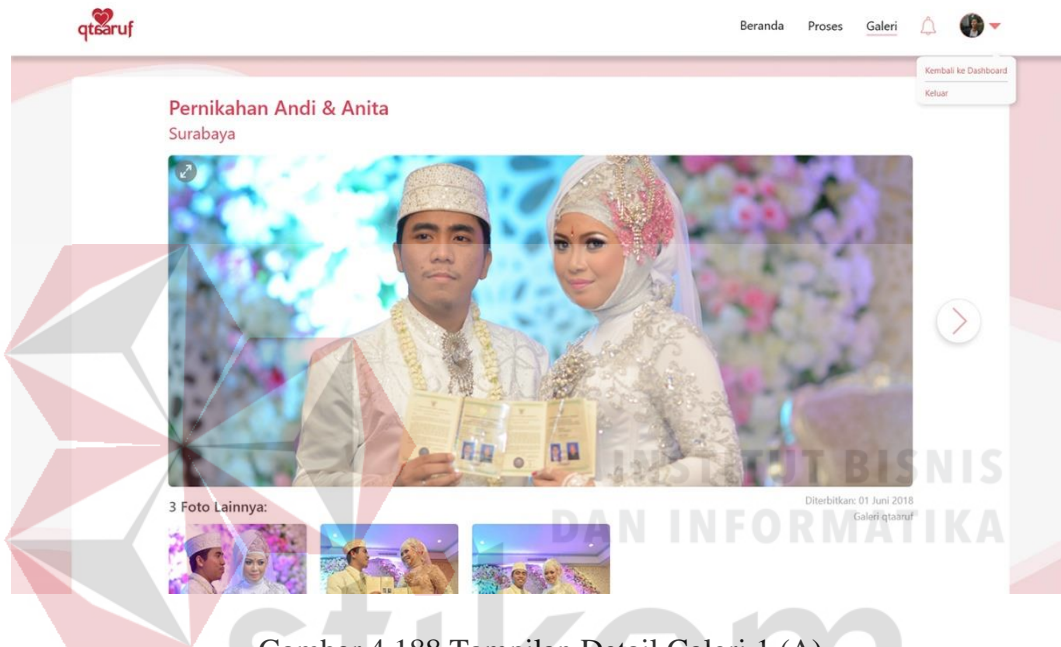 qtaaruf
Beranda Proses Galeri
Kembali ke Dashboard
Keluar
Pernikahan Andi & Anita
Surabaya
INSTITUT BISNIS
DAN INFORMATIKA
3 Foto Lainnya:
Diterbitkan: 01 Juni 2018
Galeri qtaaruf
stikom
Gambar 4.188 Tampilan Detail Galeri 1 (A)